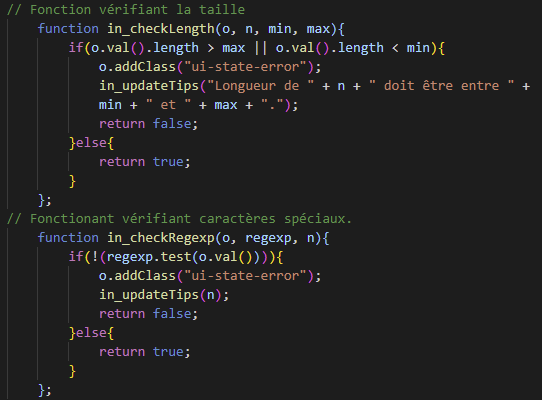 // Fonction vérifiant la taille
function in_checkLength(o, n, min, max){
if(o.val().length > max || o.val().length < min){
o.addClass("ui-state-error");
in_updateTips("Longueur de " + n + " doit être entre " +
min + " et " + max + ".");
return false;
}else{
return true;
}
};
// Fonctionant vérifiant caractères spéciaux.
function in_checkRegexp(o, regexp, n){
if(!(regexp.test(o.val()))){
o.addClass("ui-state-error");
in_updateTips(n);
return false;
}else{
return true;
}
};